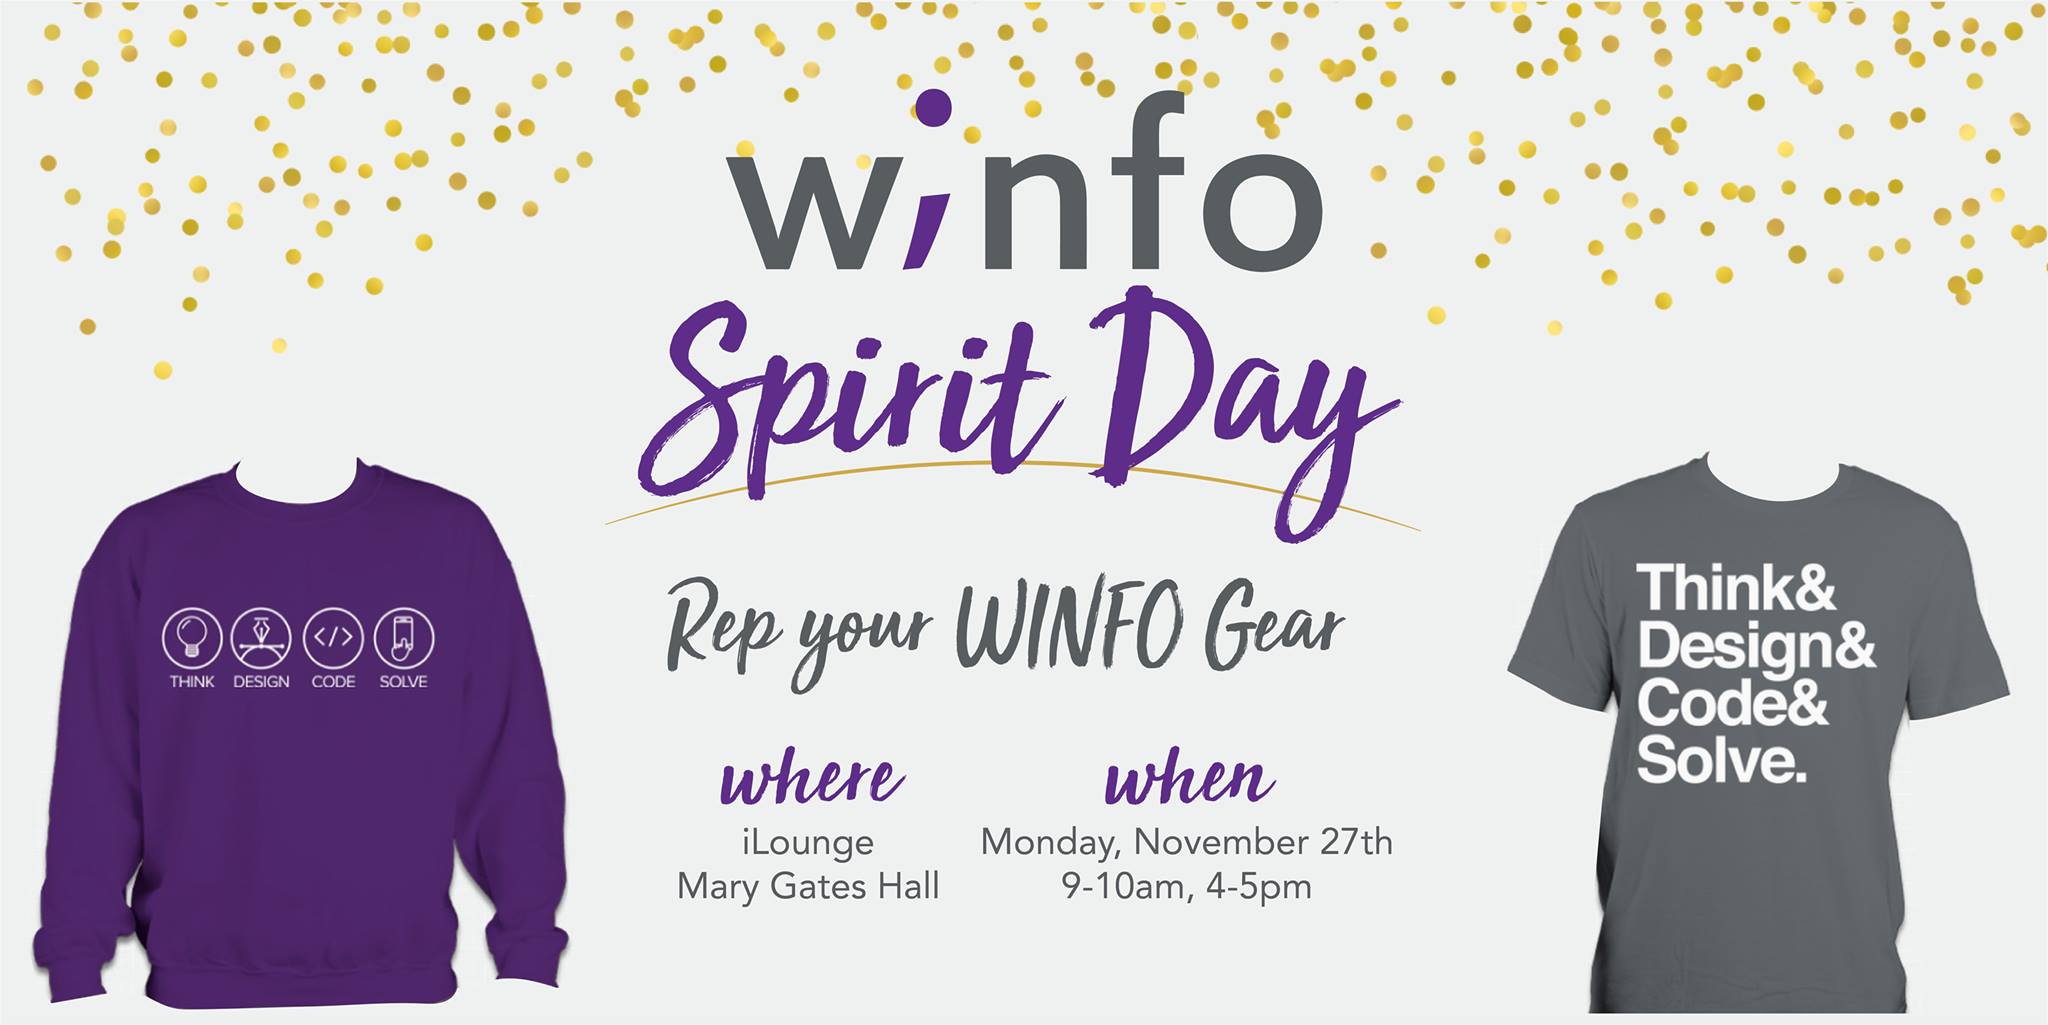 winfo
Spirit Day
Rep your WINFO Gear
where
iLounge
Mary Gates Hall
when
Monday, November 27th
9-10am, 4-5pm
THINK DESIGN CODE SOLVE
Think&
Design&
Code&
Solve.